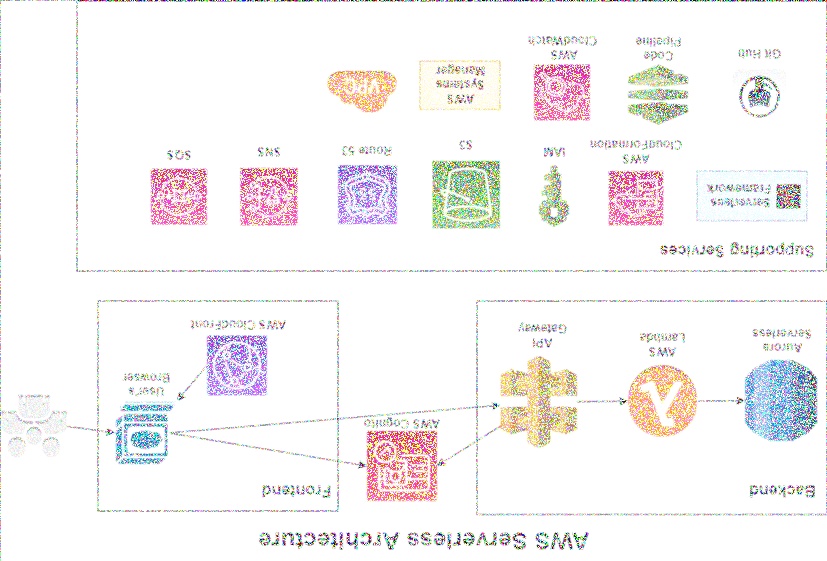 AWS Serverless Architecture
Backend
Frontend
AWS Cognito
Aurora
Serverless
AWS
Lambda
API
Gateway
User's
Browser
AWS CloudFront
Supporting Services
Serverless
Framework
AWS
CloudFormation
IAM
S3
Route 53
SNS
SQS
Git Hub
Code
Pipeline
AWS
CloudWatch
AWS
Systems
Manager
VPC